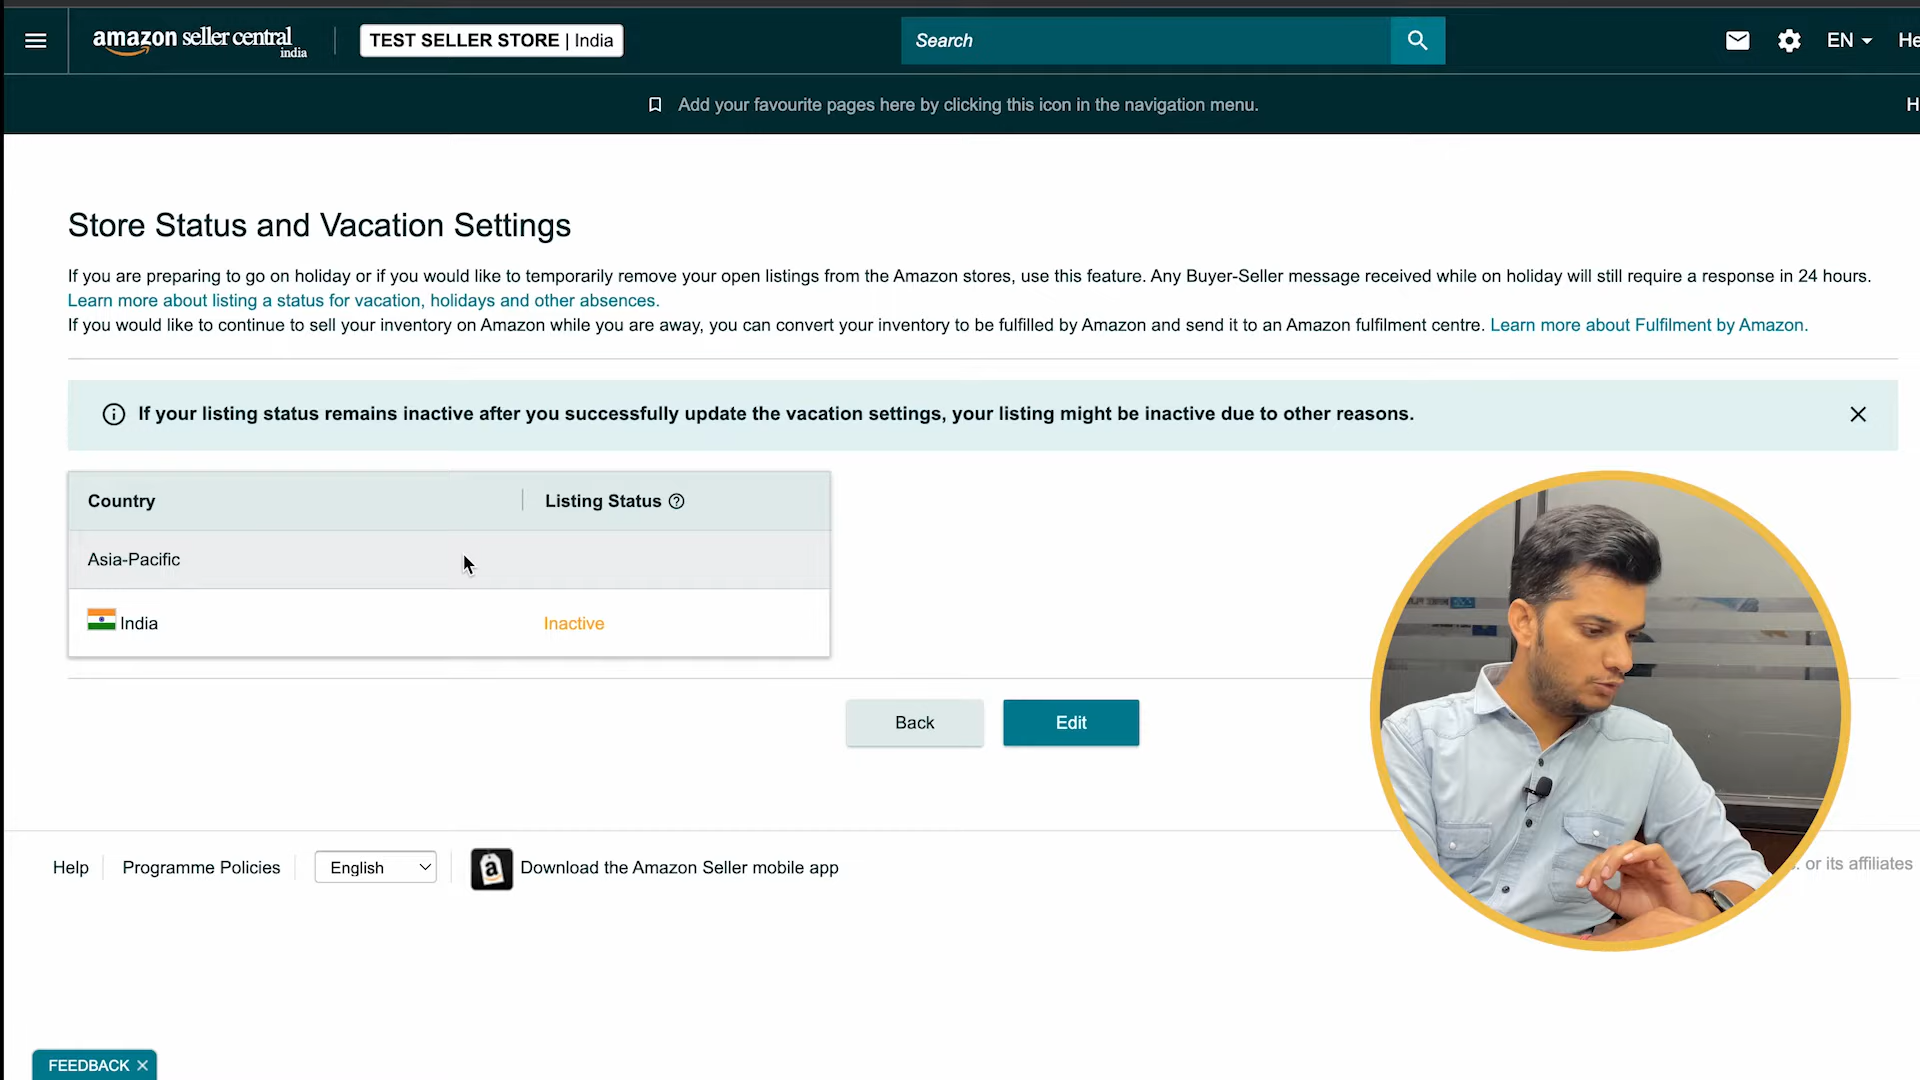 amazon seller central
india
TEST SELLER STORE | India
Search
EN
He
Add your favourite pages here by clicking this icon in the navigation menu.
H
Store Status and Vacation Settings
If you are preparing to go on holiday or if you would like to temporarily remove your open listings from the Amazon stores, use this feature. Any Buyer-Seller message received while on holiday will still require a response in 24 hours.
Learn more about listing a status for vacation, holidays and other absences.
If you would like to continue to sell your inventory on Amazon while you are away, you can convert your inventory to be fulfilled by Amazon and send it to an Amazon fulfilment centre. Learn more about Fulfilment by Amazon.
If your listing status remains inactive after you successfully update the vacation settings, your listing might be inactive due to other reasons.
Country
Listing Status
Asia-Pacific
India
Inactive
Back
Edit
Help
Programme Policies
English
Download the Amazon Seller mobile app
. or its affiliates
FEEDBACK